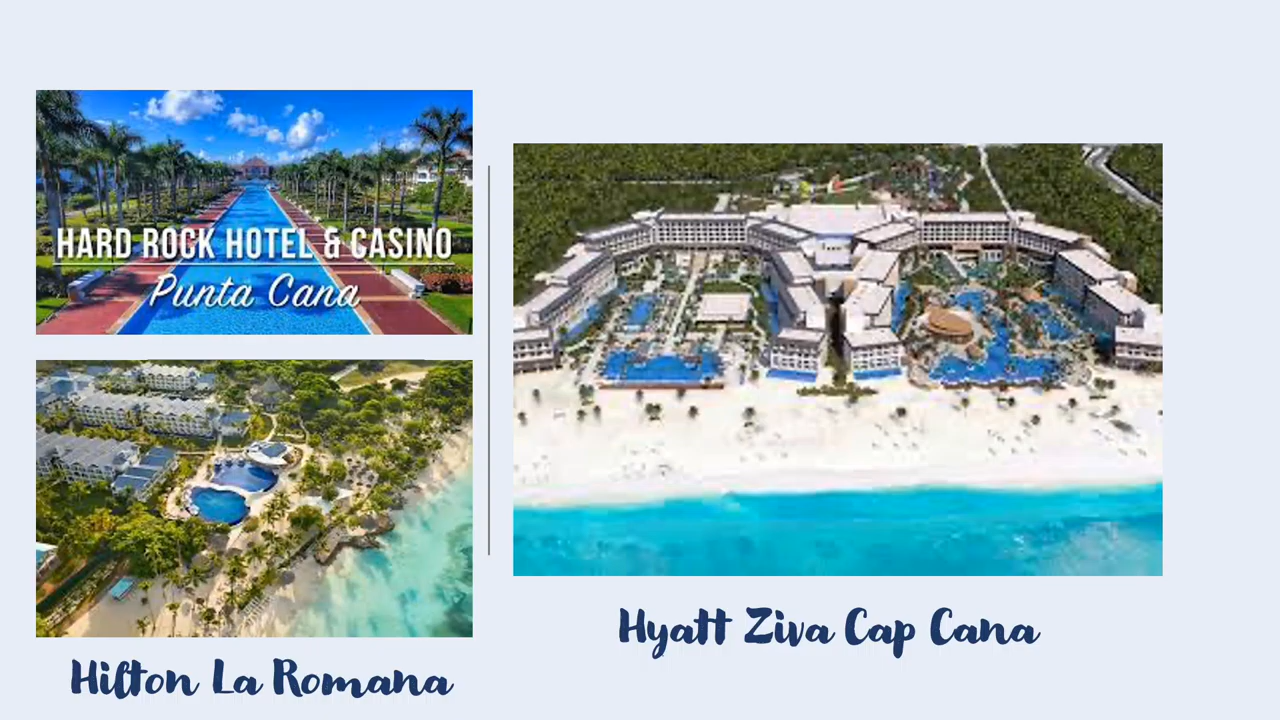 HARD ROCK HOTEL & CASINO
Punta Cana
Hilton La Romana
Hyatt Ziva Cap Cana